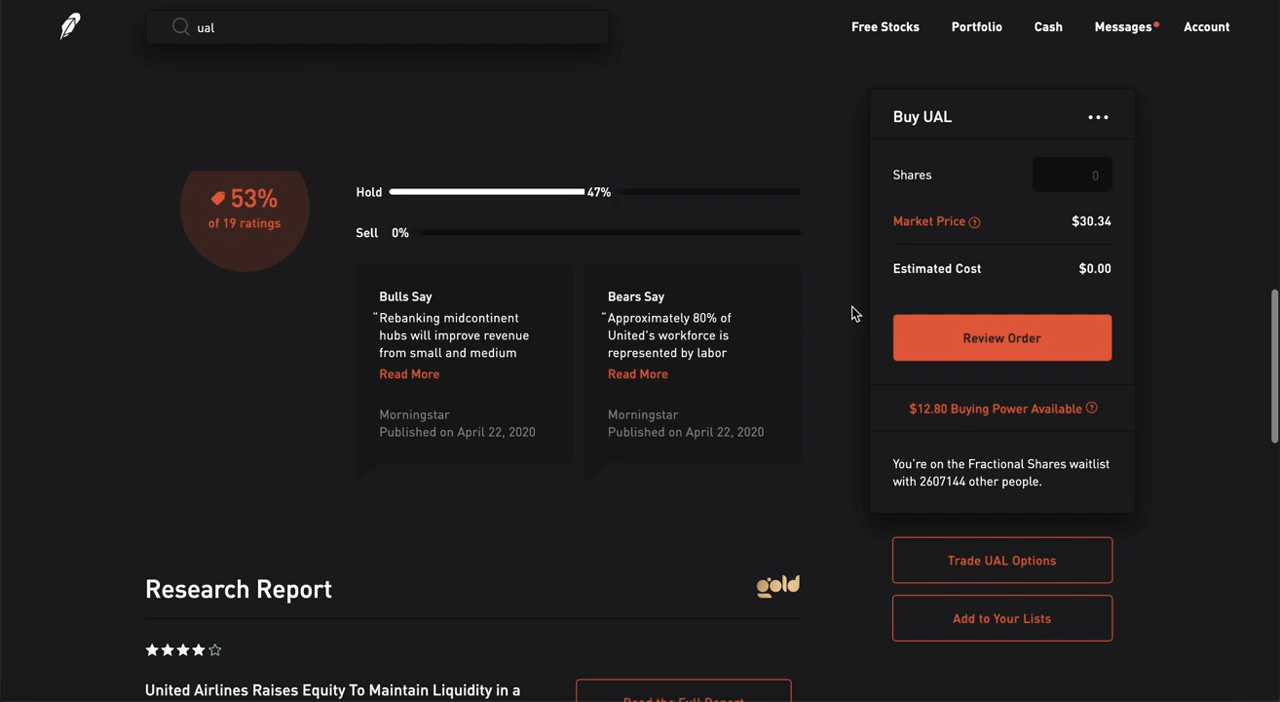 ual
Free Stocks
Portfolio
Cash
Messages
Account
53%
of 19 ratings
Hold 47%
Sell 0%
Bulls Say
“Rebanking midcontinent
hubs will improve revenue
from small and medium
Read More
Morningstar
Published on April 22, 2020
Bears Say
“Approximately 80% of
United's workforce is
represented by labor
Read More
Morningstar
Published on April 22, 2020
Buy UAL
Shares 0
Market Price ? $30.34
Estimated Cost $0.00
Review Order
$12.80 Buying Power Available ?
You're on the Fractional Shares waitlist
with 2607144 other people.
Trade UAL Options
Add to Your Lists
Research Report
gold
United Airlines Raises Equity To Maintain Liquidity in a
Read the Full Report